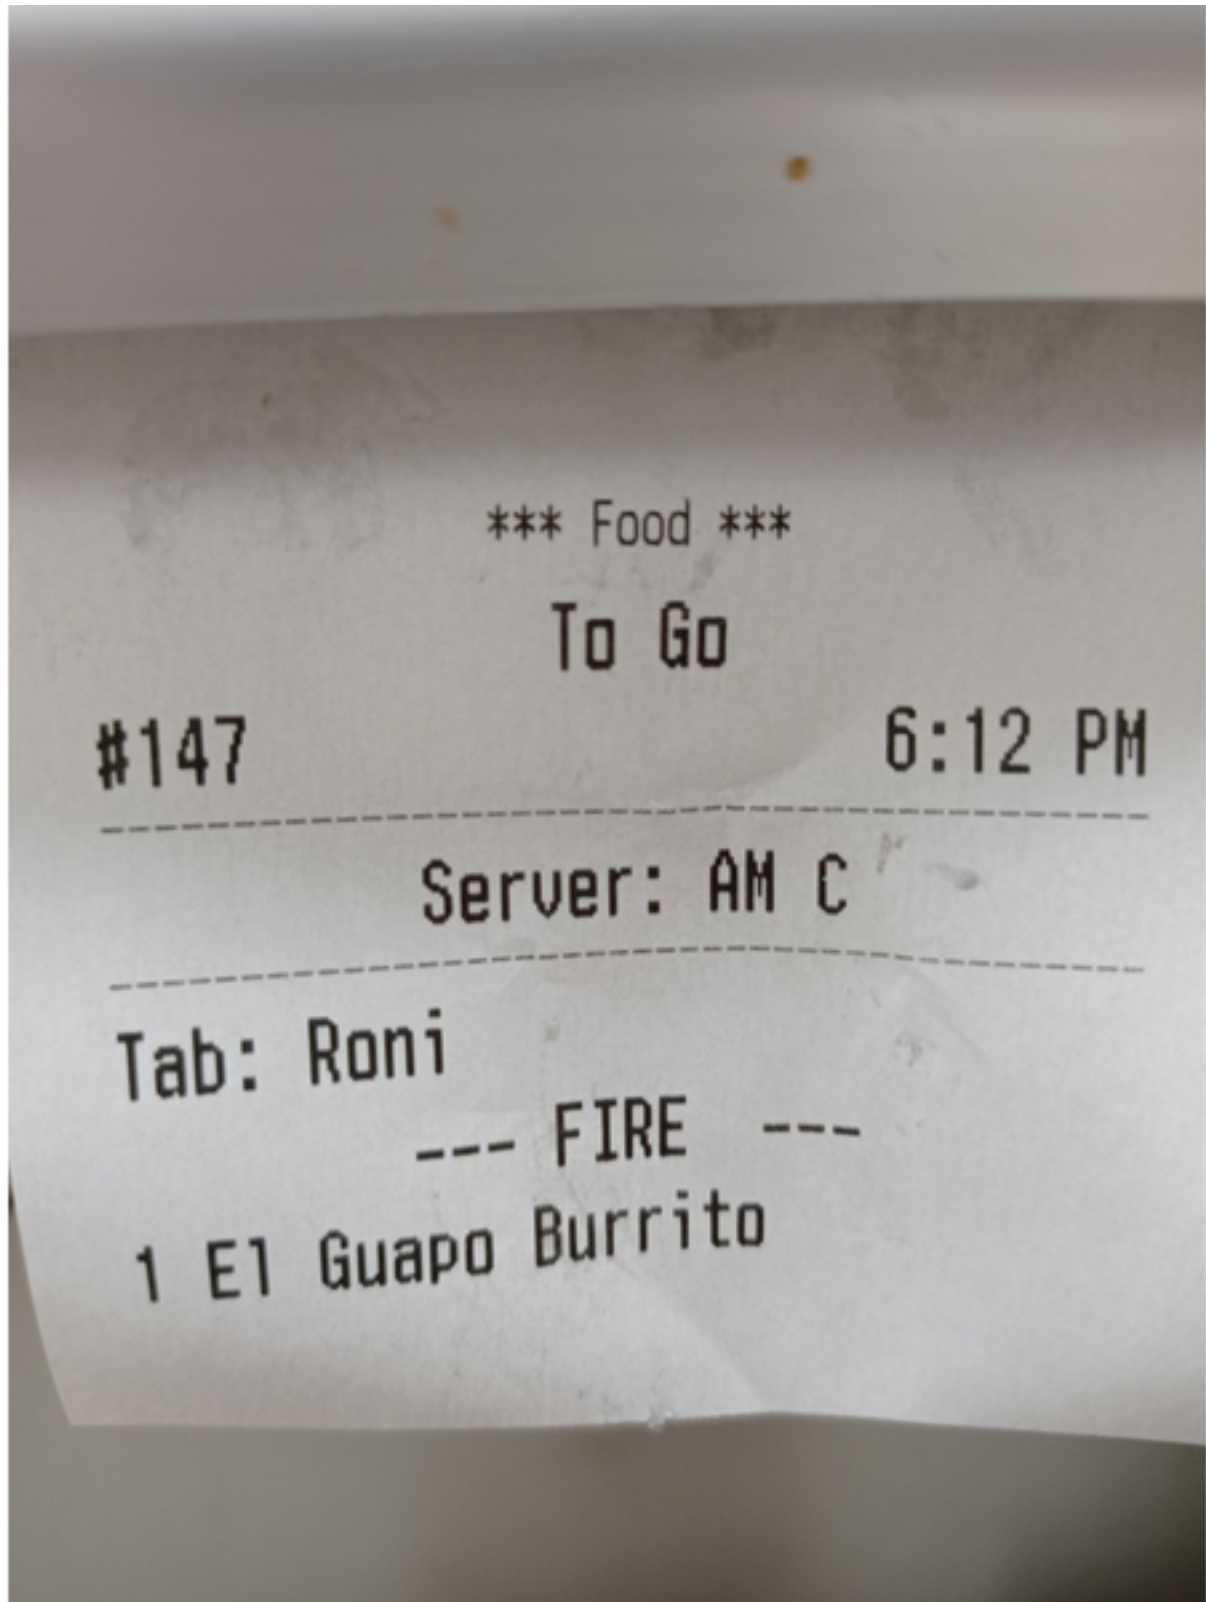 *** Food ***
To Go
#147 6:12 PM
Server: AM C
Tab: Roni
--- FIRE ---
1 El Guapo Burrito